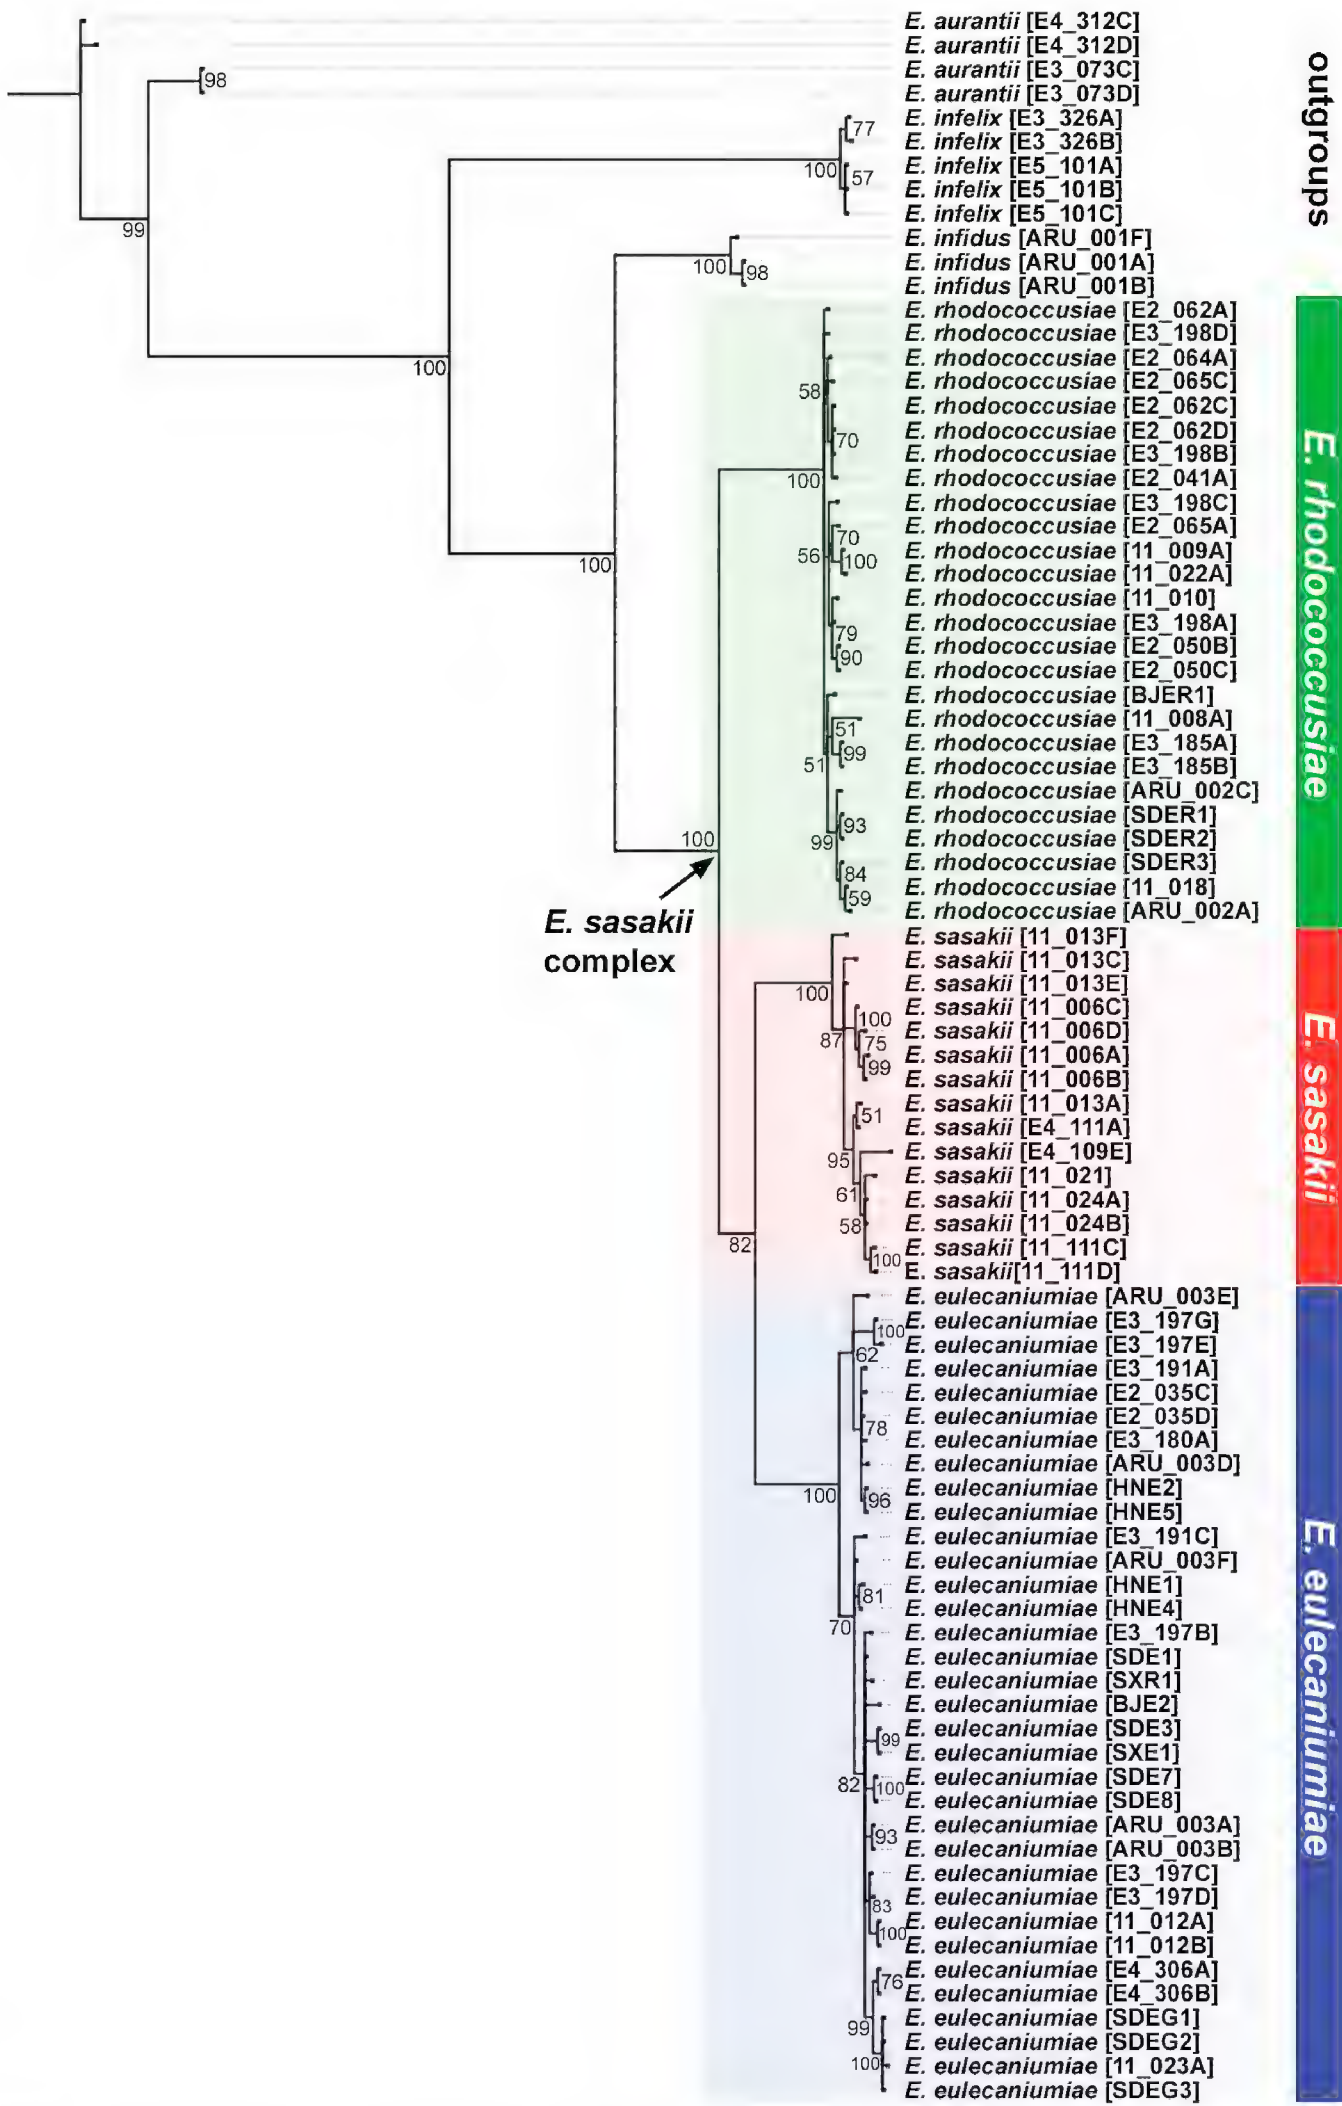 E. aurantii [E4_312C]
E. aurantii [E4_312D]
E. aurantii [E3_073C]
98
E. aurantii [E3_073D]
E. infelix [E3_326A]
77
E. infelix [E3_326B]
100
E. infelix [E5_101A]
57
E. infelix [E5_101B]
E. infelix [E5_101C]
99
E. infidus [ARU_001F]
100
E. infidus [ARU_001A]
98
E. infidus [ARU_001B]
outgroups
E. rhodococcusiae [E2_062A]
E. rhodococcusiae [E3_198D]
E. rhodococcusiae [E2_064A]
100
E. rhodococcusiae [E2_065C]
58
E. rhodococcusiae [E2_062C]
E. rhodococcusiae [E2_062D]
70
E. rhodococcusiae [E3_198B]
E. rhodococcusiae [E2_041A]
100
E. rhodococcusiae [E3_198C]
E. rhodococcusiae [E2_065A]
70
E. rhodococcusiae [11_009A]
56
100
100
E. rhodococcusiae [11_022A]
E. rhodococcusiae [11_010]
E. rhodococcusiae [E3_198A]
79
E. rhodococcusiae [E2_050B]
90
E. rhodococcusiae [E2_050C]
E. rhodococcusiae [BJER1]
E. rhodococcusiae [11_008A]
51
E. rhodococcusiae [E3_185A]
99
51
E. rhodococcusiae [E3_185B]
E. rhodococcusiae [ARU_002C]
E. rhodococcusiae [SDER1]
93
100
99
E. rhodococcusiae [SDER2]
E. rhodococcusiae [SDER3]
84
E. rhodococcusiae [11_018]
59
E. rhodococcusiae [ARU_002A]
E. rhodococcusiae
E. sasakii
complex
E. sasakii [11_013F]
E. sasakii [11_013C]
E. sasakii [11_013E]
100
E. sasakii [11_006C]
100
E. sasakii [11_006D]
87
75
E. sasakii [11_006A]
99
E. sasakii [11_006B]
E. sasakii [11_013A]
51
E. sasakii [E4_111A]
E. sasakii [E4_109E]
95
E. sasakii [11_021]
61
E. sasakii [11_024A]
E. sasakii [11_024B]
58
82
E. sasakii [11_111C]
100
E. sasakii[11_111D]
E. sasakii
E. eulecaniumiae [ARU_003E]
E. eulecaniumiae [E3_197G]
100
E. eulecaniumiae [E3_197E]
62
E. eulecaniumiae [E3_191A]
E. eulecaniumiae [E2_035C]
E. eulecaniumiae [E2_035D]
78
E. eulecaniumiae [E3_180A]
E. eulecaniumiae [ARU_003D]
E. eulecaniumiae [HNE2]
100
96
E. eulecaniumiae [HNE5]
E. eulecaniumiae [E3_191C]
E. eulecaniumiae [ARU_003F]
E. eulecaniumiae [HNE1]
81
E. eulecaniumiae [HNE4]
70
E. eulecaniumiae [E3_197B]
E. eulecaniumiae [SDE1]
E. eulecaniumiae [SXR1]
E. eulecaniumiae [BJE2]
E. eulecaniumiae [SDE3]
99
E. eulecaniumiae [SXE1]
E. eulecaniumiae [SDE7]
82
100
E. eulecaniumiae [SDE8]
E. eulecaniumiae [ARU_003A]
93
E. eulecaniumiae [ARU_003B]
E. eulecaniumiae [E3_197C]
E. eulecaniumiae [E3_197D]
83
E. eulecaniumiae [11_012A]
100
E. eulecaniumiae [11_012B]
E. eulecaniumiae [E4_306A]
76
E. eulecaniumiae [E4_306B]
E. eulecaniumiae [SDEG1]
99
E. eulecaniumiae [SDEG2]
100
E. eulecaniumiae [11_023A]
E. eulecaniumiae [SDEG3]
E. eulecaniumiae